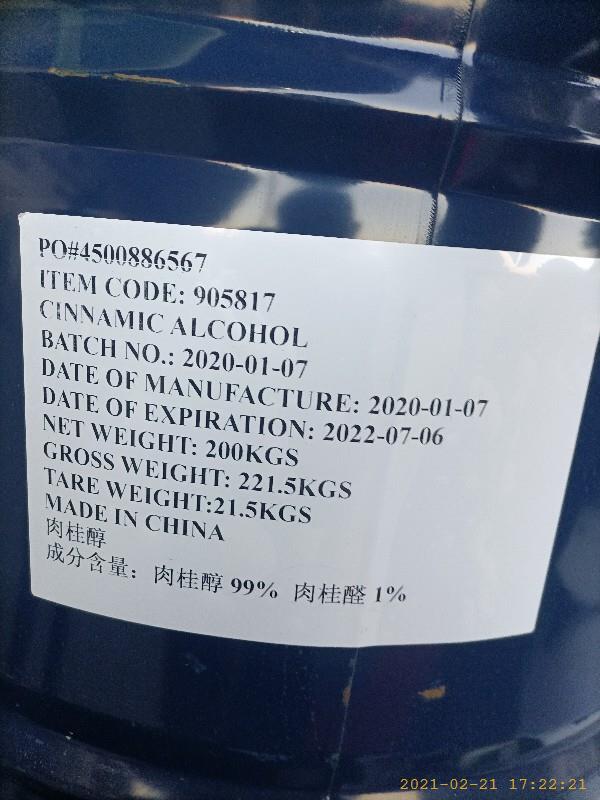 PO#4500886567
ITEM CODE: 905817
CINNAMIC ALCOHOL
BATCH NO.: 2020-01-07
DATE OF MANUFACTURE: 2020-01-07
DATE OF EXPIRATION: 2022-07-06
NET WEIGHT: 200KGS
GROSS WEIGHT: 221.5KGS
TARE WEIGHT:21.5KGS
MADE IN CHINA
肉桂醇
成分含量：肉桂醇 99% 肉桂醛 1%
2021-02-21 17:22:21